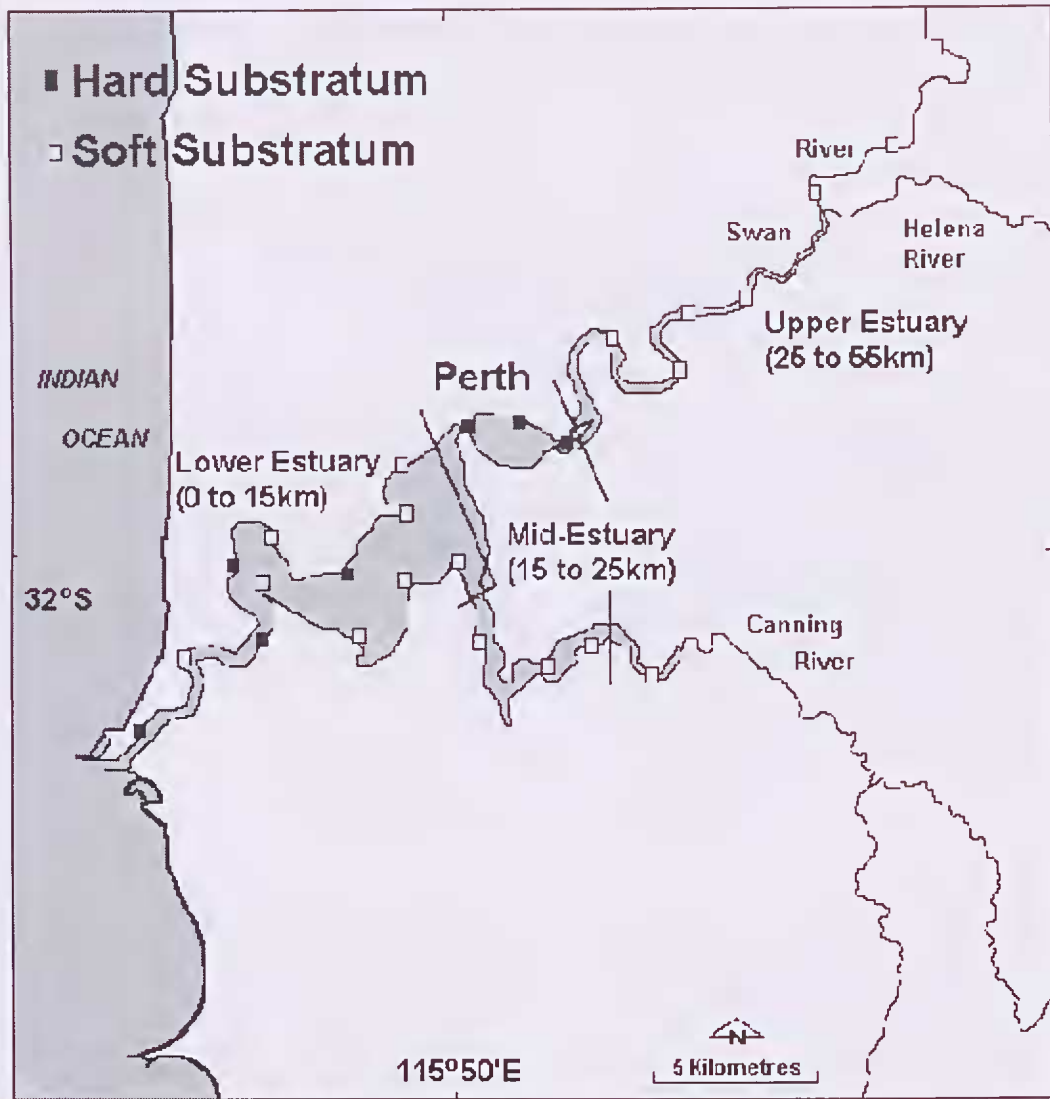 Hard Substratum
Soft Substratum
River
Swan
Helena
River
Upper Estuary
(25 to 55km)
INDIAN
OCEAN
Perth
Lower Estuary
(0 to 15km)
Mid-Estuary
(15 to 25km)
32°S
Canning
River
N
115°50'E
5 Kilometres